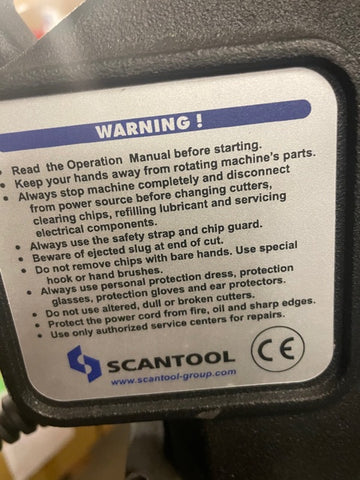 WARNING !
• Read the Operation Manual before starting.
• Keep your hands away from rotating machine's parts.
• Always stop machine completely and disconnect
from power source before changing cutters,
clearing chips, refilling lubricant and servicing
electrical components.
• Always use the safety strap and chip guard.
• Beware of ejected slug at end of cut.
• Do not remove chips with bare hands. Use special
hook or hand brushes.
• Always use personal protection dress, protection
glasses, protection gloves and ear protectors.
• Do not use altered, dull or broken cutters.
• Protect the power cord from fire, oil and sharp edges.
• Use only authorized service centers for repairs.
SCANTOOL CE
www.scantool-group.com